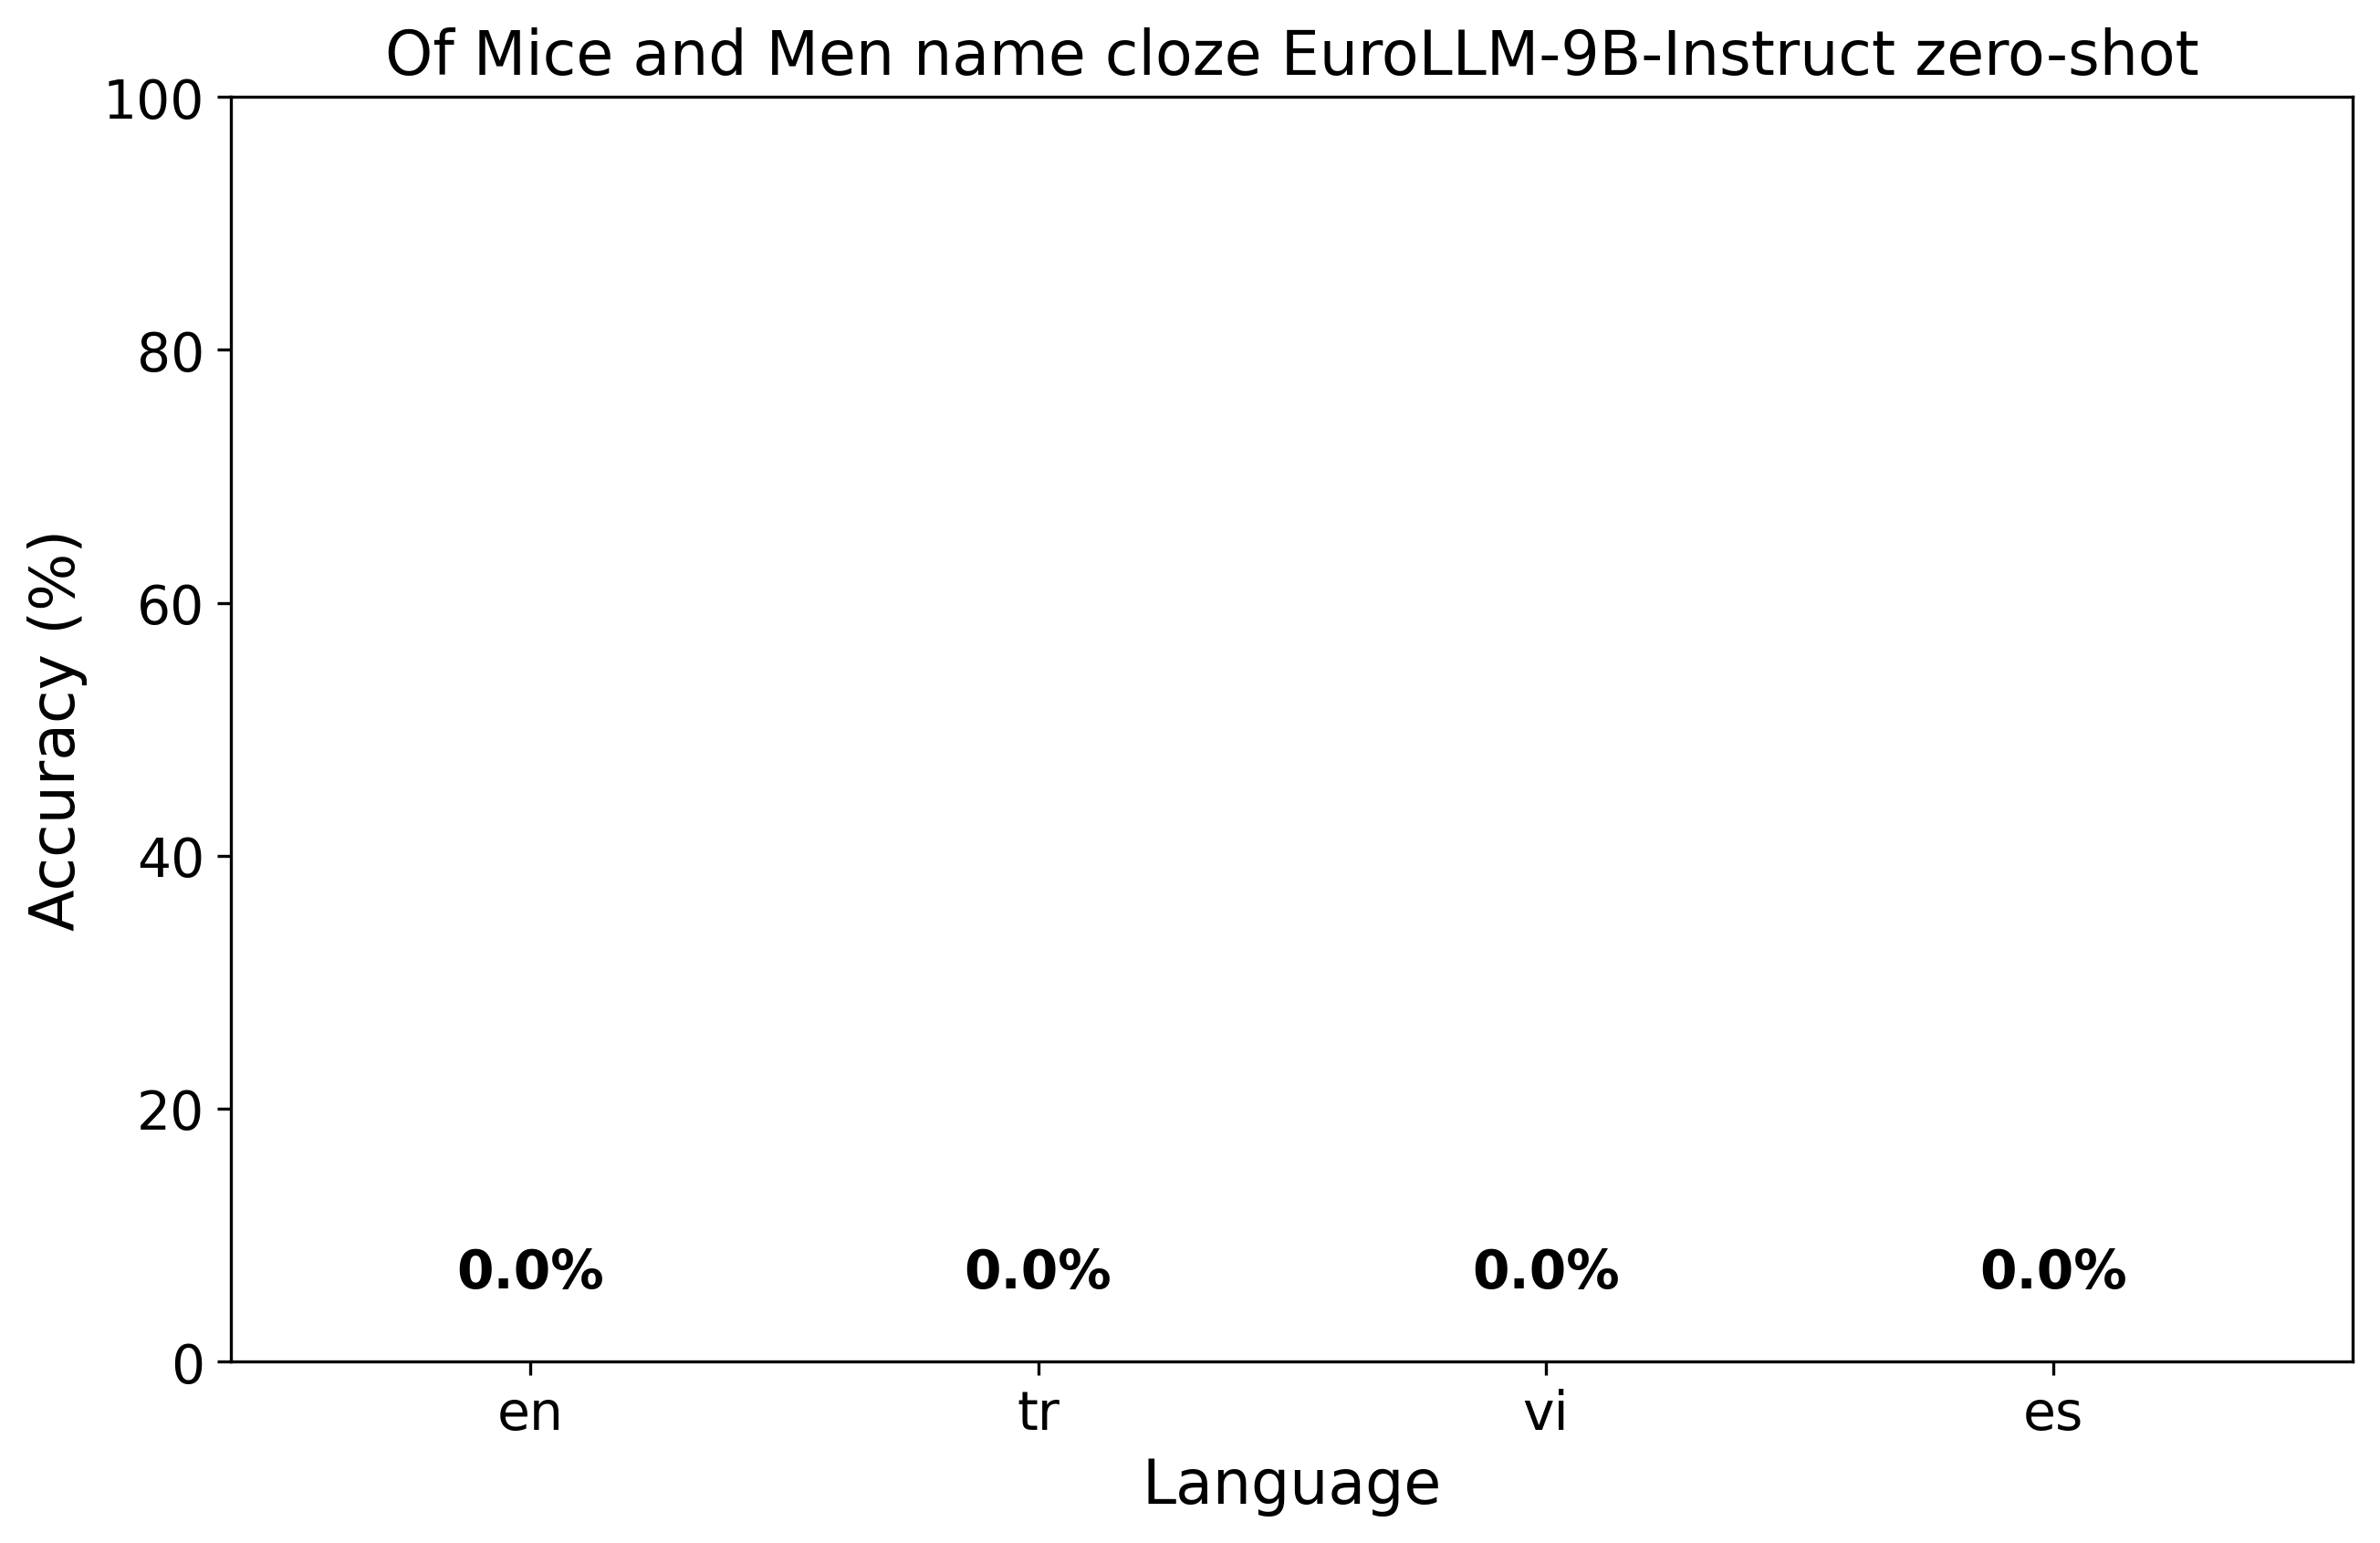 Of Mice and Men name cloze EuroLLM-9B-Instruct zero-shot
Accuracy (%)
100
80
60
40
20
0
0.0% 0.0% 0.0% 0.0%
en tr vi es
Language